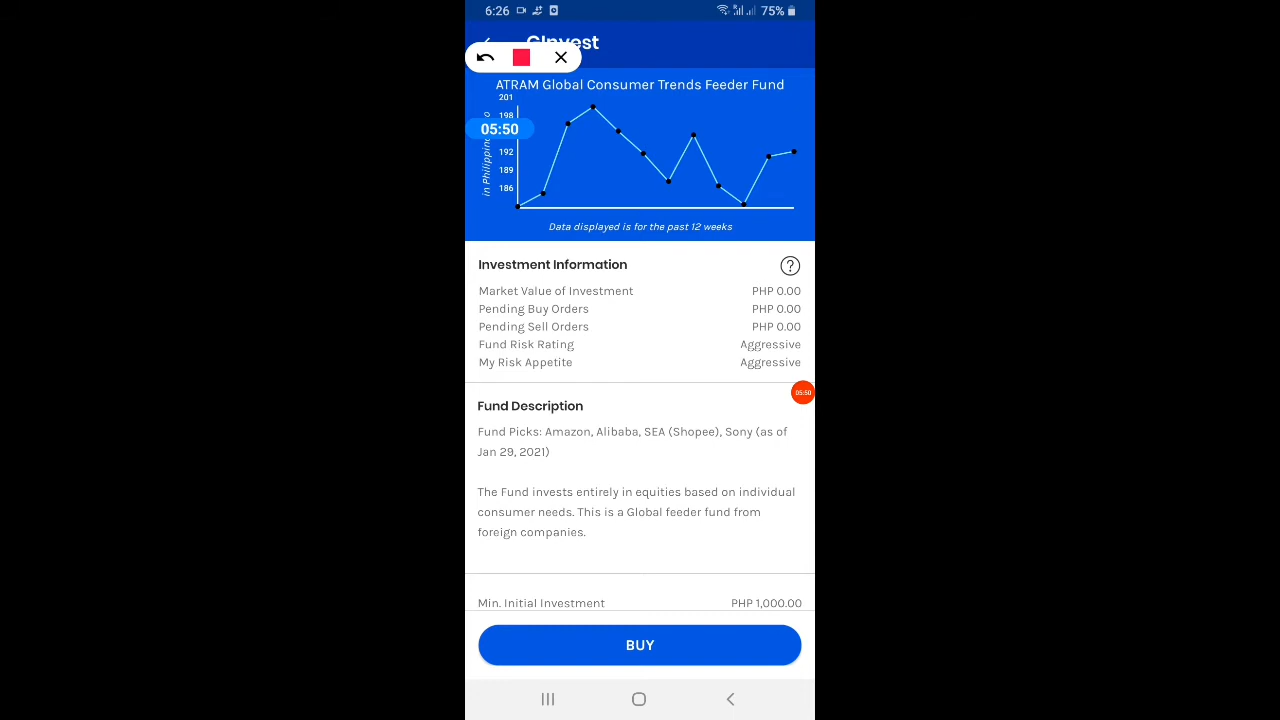 6:26
75%
GInvest
ATRAM Global Consumer Trends Feeder Fund
201
198
05:50
192
189
186
in Philippine
Data displayed is for the past 12 weeks
Investment Information
?
Market Value of Investment PHP 0.00
Pending Buy Orders PHP 0.00
Pending Sell Orders PHP 0.00
Fund Risk Rating Aggressive
My Risk Appetite Aggressive
05:50
Fund Description
Fund Picks: Amazon, Alibaba, SEA (Shopee), Sony (as of
Jan 29, 2021)
The Fund invests entirely in equities based on individual
consumer needs. This is a Global feeder fund from
foreign companies.
Min. Initial Investment PHP 1,000.00
BUY